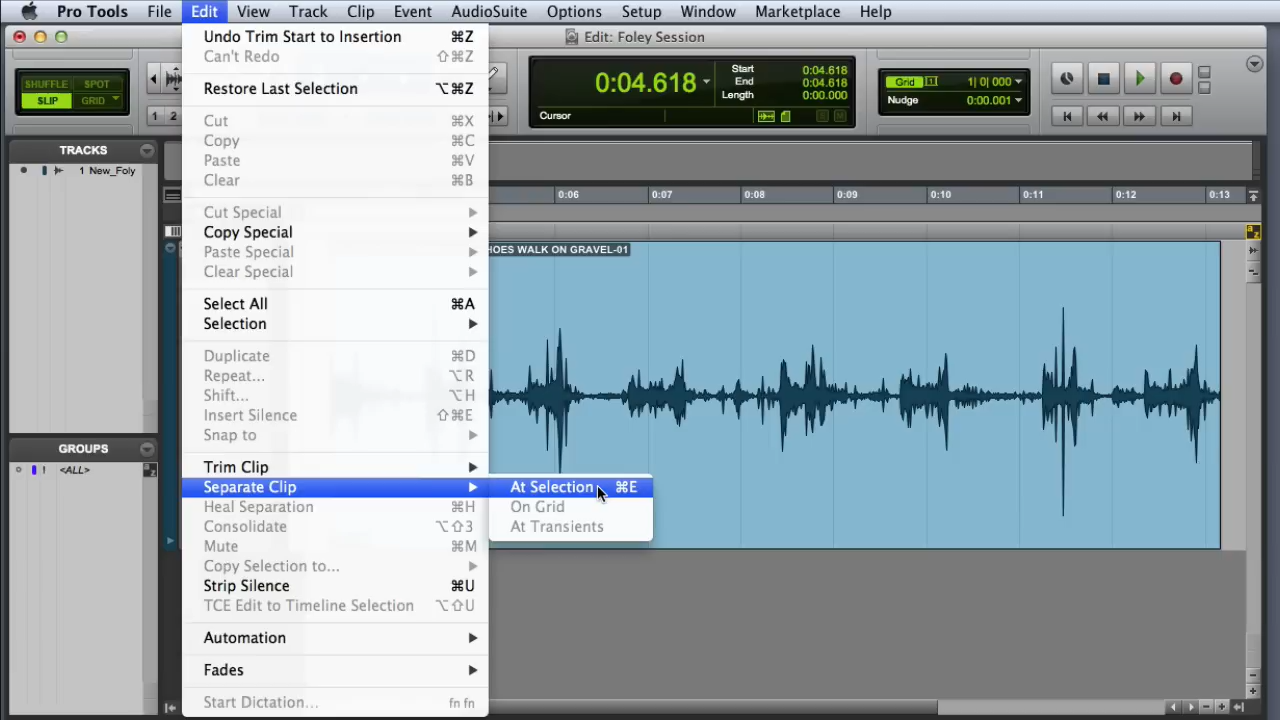 Pro Tools File Edit View Track Clip Event AudioSuite Options Setup Window Marketplace Help
Edit: Foley Session
Undo Trim Start to Insertion ⌘Z
Can't Redo ⇧⌘Z
Restore Last Selection ⌥⌘Z
Cut ⌘X
Copy ⌘C
Paste ⌘V
Clear ⌘B
Cut Special
Copy Special
Paste Special
Clear Special
Select All ⌘A
Selection
Duplicate ⌘D
Repeat... ⌥R
Shift... ⌥H
Insert Silence ⇧⌘E
Snap to
Trim Clip
Separate Clip
Heal Separation ⌘H
Consolidate ⌥⇧3
Mute ⌘M
Copy Selection to...
Strip Silence ⌘U
TCE Edit to Timeline Selection ⌥⇧U
Automation
Fades
Start Dictation... fn fn
At Selection ⌘E
On Grid
At Transients
SHUFFLE SPOT
SLIP GRID
1 2
0:04.618
Start 0:04.618
End 0:04.618
Length 0:00.000
Cursor
Grid 1| 0| 000
Nudge 0:00.001
TRACKS
1 New_Foly
GROUPS
! <ALL>
0:06 0:07 0:08 0:09 0:10 0:11 0:12 0:13
HOES WALK ON GRAVEL-01